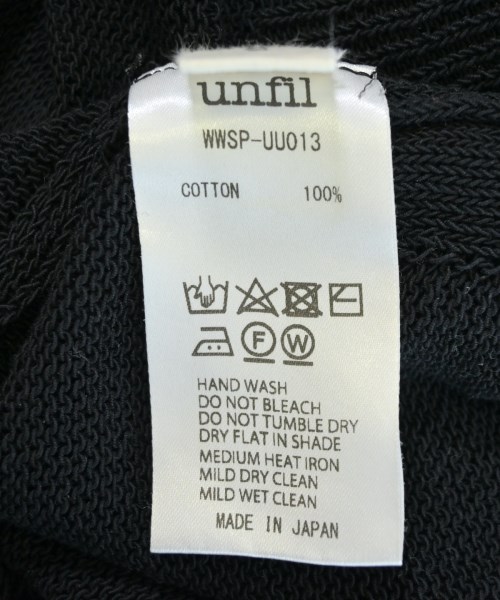 unfil
WWSP-UU013
COTTON 100%
F W
HAND WASH
DO NOT BLEACH
DO NOT TUMBLE DRY
DRY FLAT IN SHADE
MEDIUM HEAT IRON
MILD DRY CLEAN
MILD WET CLEAN
MADE IN JAPAN